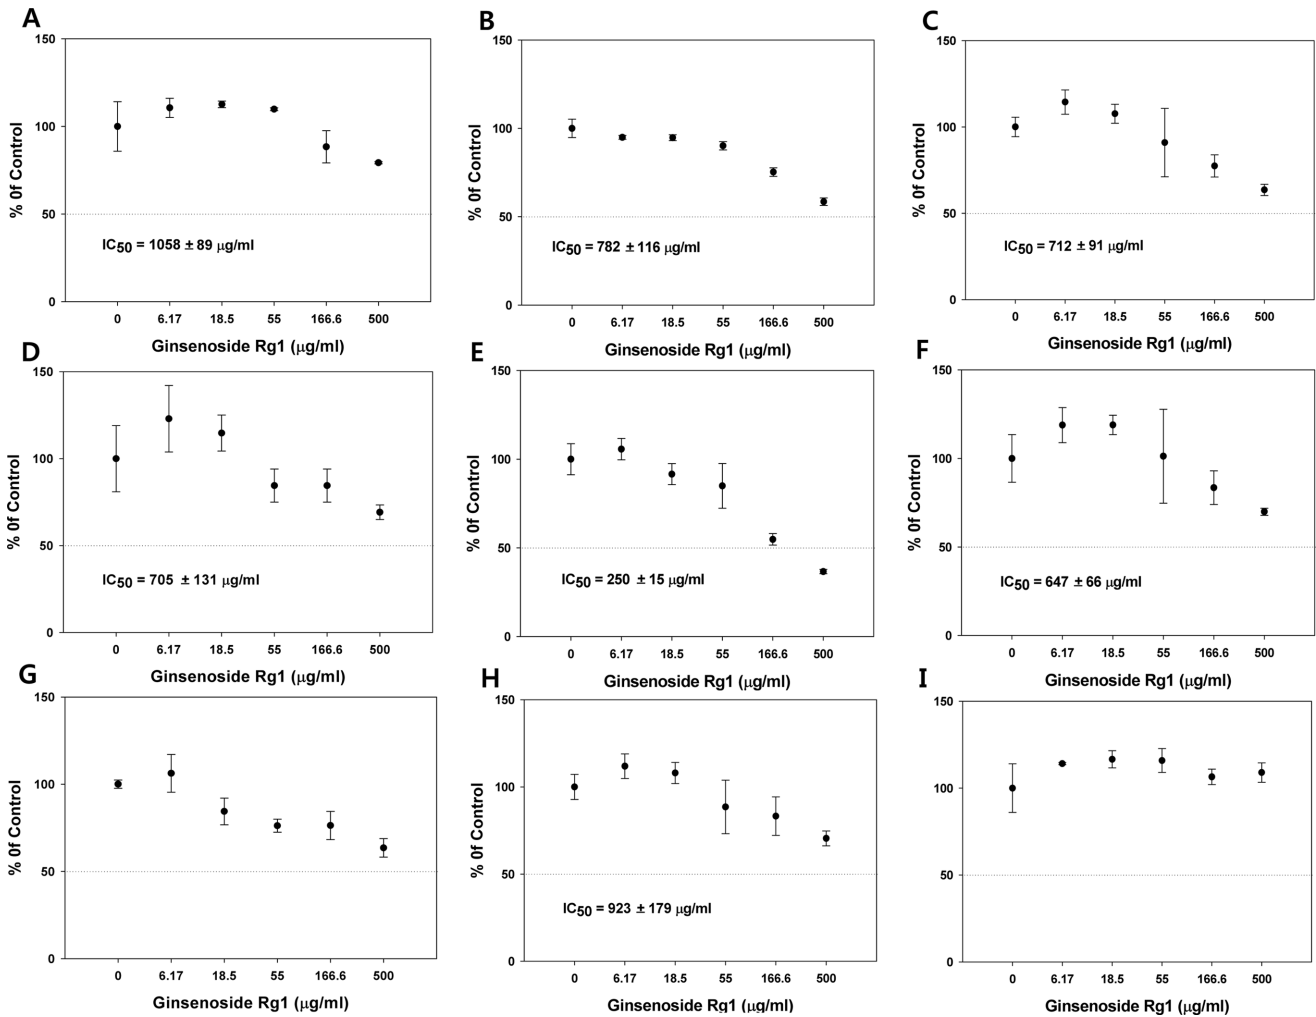 A
150
100
50
0
% 0f Control
IC50 = 1058 ± 89 μg/ml
0 6.17 18.5 55 166.6 500
Ginsenoside Rg1 (μg/ml)
B
150
100
50
0
% 0f Control
IC50 = 782 ± 116 μg/ml
0 6.17 18.5 55 166.6 500
Ginsenoside Rg1 (μg/ml)
C
150
100
50
0
% 0f Control
IC50 = 712 ± 91 μg/ml
0 6.17 18.5 55 166.6 500
Ginsenoside Rg1 (μg/ml)
D
150
100
50
0
% 0f Control
IC50 = 705 ± 131 μg/ml
0 6.17 18.5 55 166.6 500
Ginsenoside Rg1 (μg/ml)
E
150
100
50
0
% 0f Control
IC50 = 250 ± 15 μg/ml
0 6.17 18.5 55 166.6 500
Ginsenoside Rg1 (μg/ml)
F
150
100
50
0
% 0f Control
IC50 = 647 ± 66 μg/ml
0 6.17 18.5 55 166.6 500
Ginsenoside Rg1 (μg/ml)
G
150
100
50
0
% 0f Control
0 6.17 18.5 55 166.6 500
Ginsenoside Rg1 (μg/ml)
H
150
100
50
0
% 0f Control
IC50 = 923 ± 179 μg/ml
0 6.17 18.5 55 166.6 500
Ginsenoside Rg1 (μg/ml)
I
150
100
50
0
% 0f Control
0 6.17 18.5 55 166.6 500
Ginsenoside Rg1 (μg/ml)